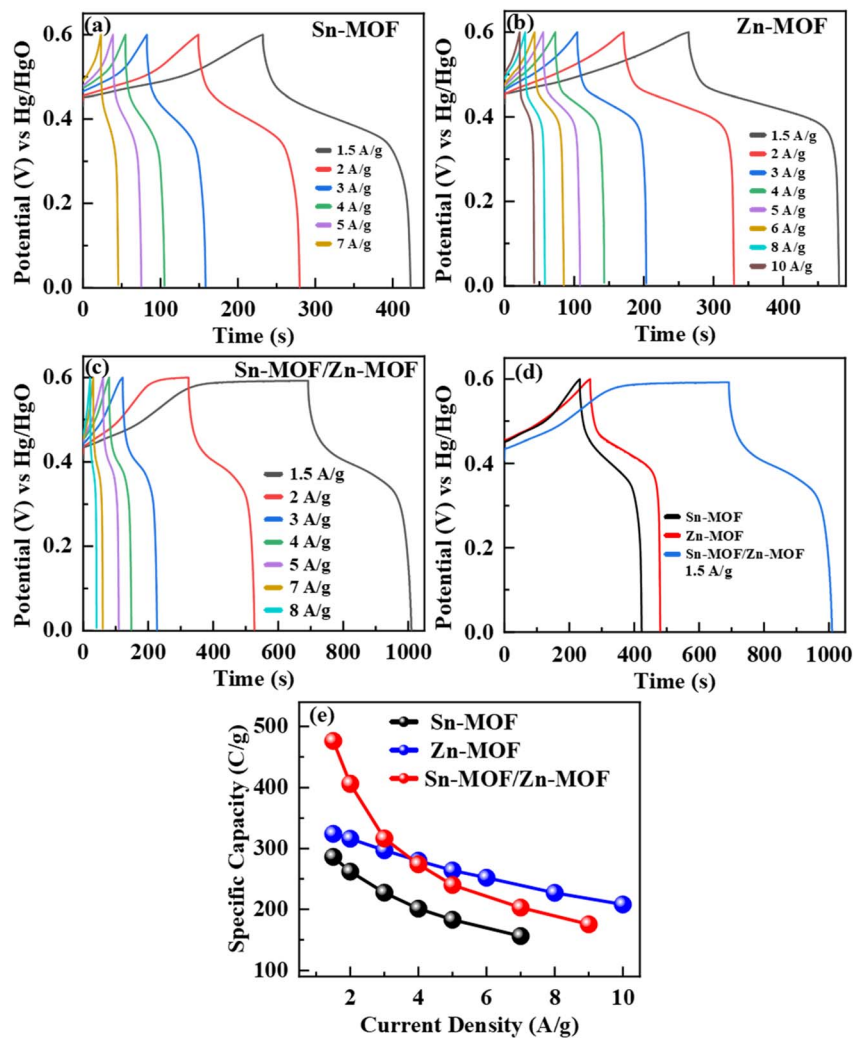 (a) Sn-MOF
Potential (V) vs Hg/HgO
0.6
0.4
0.2
0.0
1.5 A/g
2 A/g
3 A/g
4 A/g
5 A/g
7 A/g
0 100 200 300 400
Time (s)
(b) Zn-MOF
Potential (V) vs Hg/HgO
0.6
0.4
0.2
0.0
1.5 A/g
2 A/g
3 A/g
4 A/g
5 A/g
6 A/g
8 A/g
10 A/g
0 100 200 300 400
Time (s)
(c) Sn-MOF/Zn-MOF
Potential (V) vs Hg/HgO
0.6
0.4
0.2
0.0
1.5 A/g
2 A/g
3 A/g
4 A/g
5 A/g
7 A/g
8 A/g
0 200 400 600 800 1000
Time (s)
(d)
Potential (V) vs Hg/HgO
0.6
0.4
0.2
0.0
Sn-MOF
Zn-MOF
Sn-MOF/Zn-MOF
1.5 A/g
0 200 400 600 800 1000
Time (s)
(e)
Specific Capacity (C/g)
500
400
300
200
100
Sn-MOF
Zn-MOF
Sn-MOF/Zn-MOF
2 4 6 8 10
Current Density (A/g)